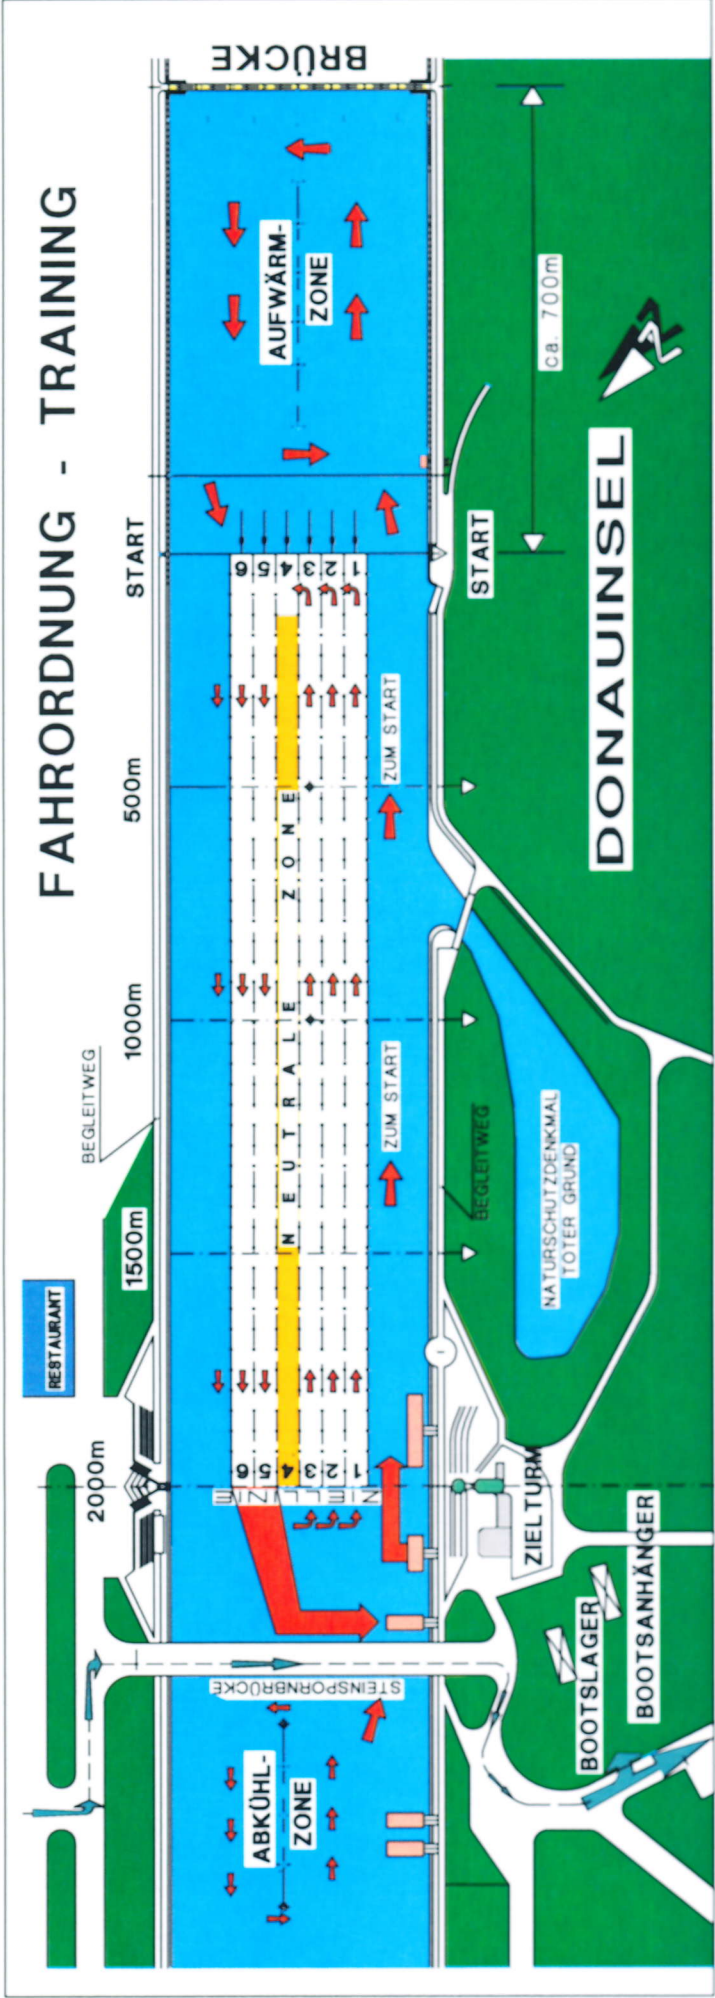 FAHRORDNUNG - TRAINING
RESTAURANT
BEGLEITWEG
2000m
1500m
1000m
500m
START
BRÜCKE
ABKÜHL-
ZONE
STEINSPORNBRÜCKE
ZIELLINIE
6
5
4
3
2
1
NEUTRALE ZONE
6
5
4
3
2
1
AUFWÄRM-
ZONE
ZUM START
ZUM START
BEGLEITWEG
START
ca. 700m
ZIELTURM
NATURSCHUTZDENKMAL
TOTER GRUND
BOOTSLAGER
BOOTSANHÄNGER
DONAUINSEL